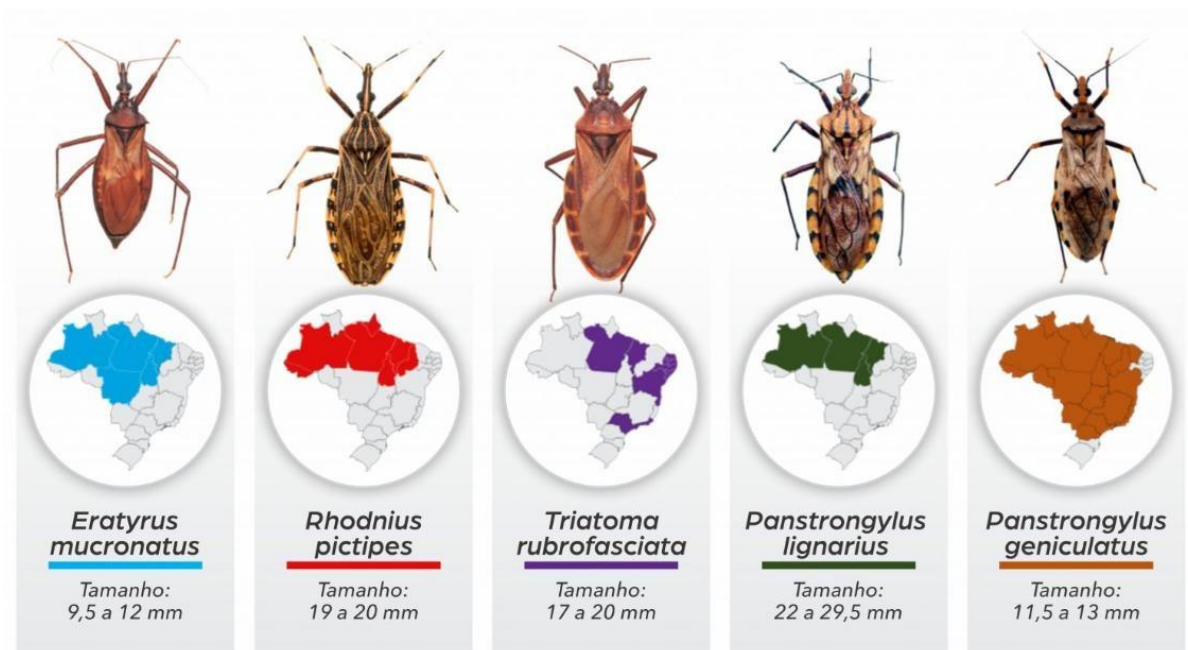 Eratyrus
mucronatus
Tamanho:
9,5 a 12 mm
Rhodnius
pictipes
Tamanho:
19 a 20 mm
Triatoma
rubrofasciata
Tamanho:
17 a 20 mm
Panstrongylus
lignarius
Tamanho:
22 a 29,5 mm
Panstrongylus
geniculatus
Tamanho:
11,5 a 13 mm